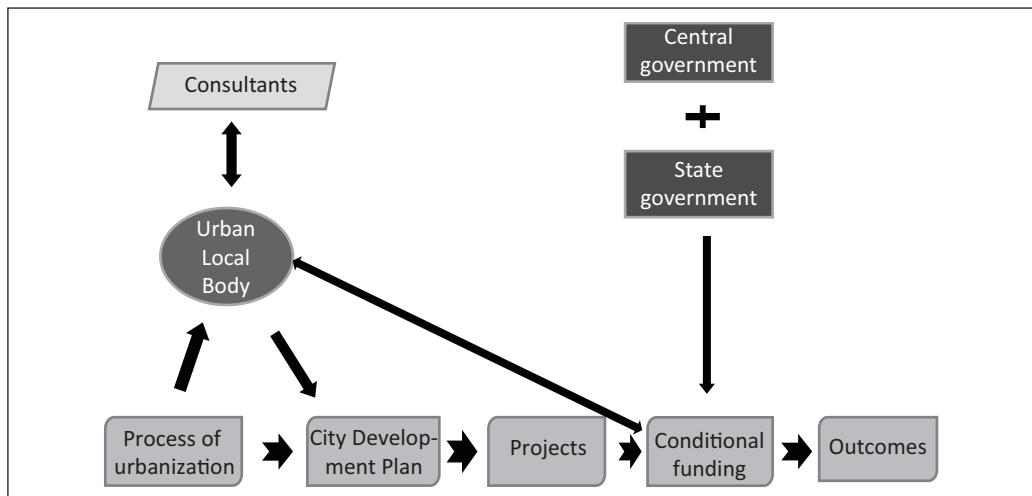 Central
government
Consultants
+
State
government
Urban
Local
Body
Process of
urbanization
City Develop-
ment Plan
Projects
Conditional
funding
Outcomes